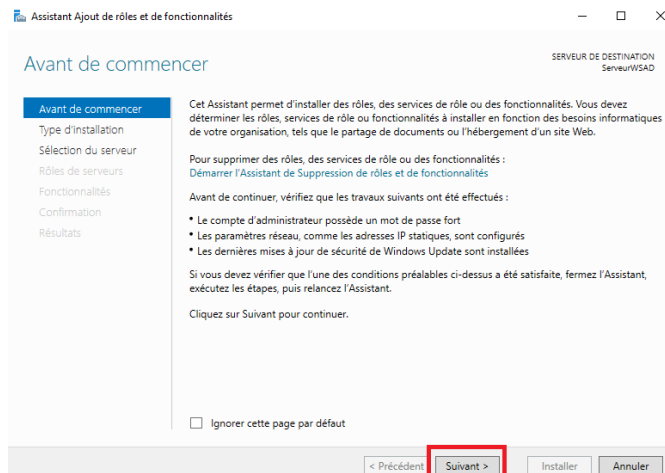 Assistant Ajout de rôles et de fonctionnalités
Avant de commencer
SERVEUR DE DESTINATION
ServeurWSAD
Avant de commencer
Type d'installation
Sélection du serveur
Rôles de serveurs
Fonctionnalités
Confirmation
Résultats
Cet Assistant permet d'installer des rôles, des services de rôle ou des fonctionnalités. Vous devez
déterminer les rôles, services de rôle ou fonctionnalités à installer en fonction des besoins informatiques
de votre organisation, tels que le partage de documents ou l'hébergement d'un site Web.
Pour supprimer des rôles, des services de rôle ou des fonctionnalités :
Démarrer l'Assistant de Suppression de rôles et de fonctionnalités
Avant de continuer, vérifiez que les travaux suivants ont été effectués :
• Le compte d'administrateur possède un mot de passe fort
• Les paramètres réseau, comme les adresses IP statiques, sont configurés
• Les dernières mises à jour de sécurité de Windows Update sont installées
Si vous devez vérifier que l'une des conditions préalables ci-dessus a été satisfaite, fermez l'Assistant,
exécutez les étapes, puis relancez l'Assistant.
Cliquez sur Suivant pour continuer.
Ignorer cette page par défaut
< Précédent
Suivant >
Installer
Annuler